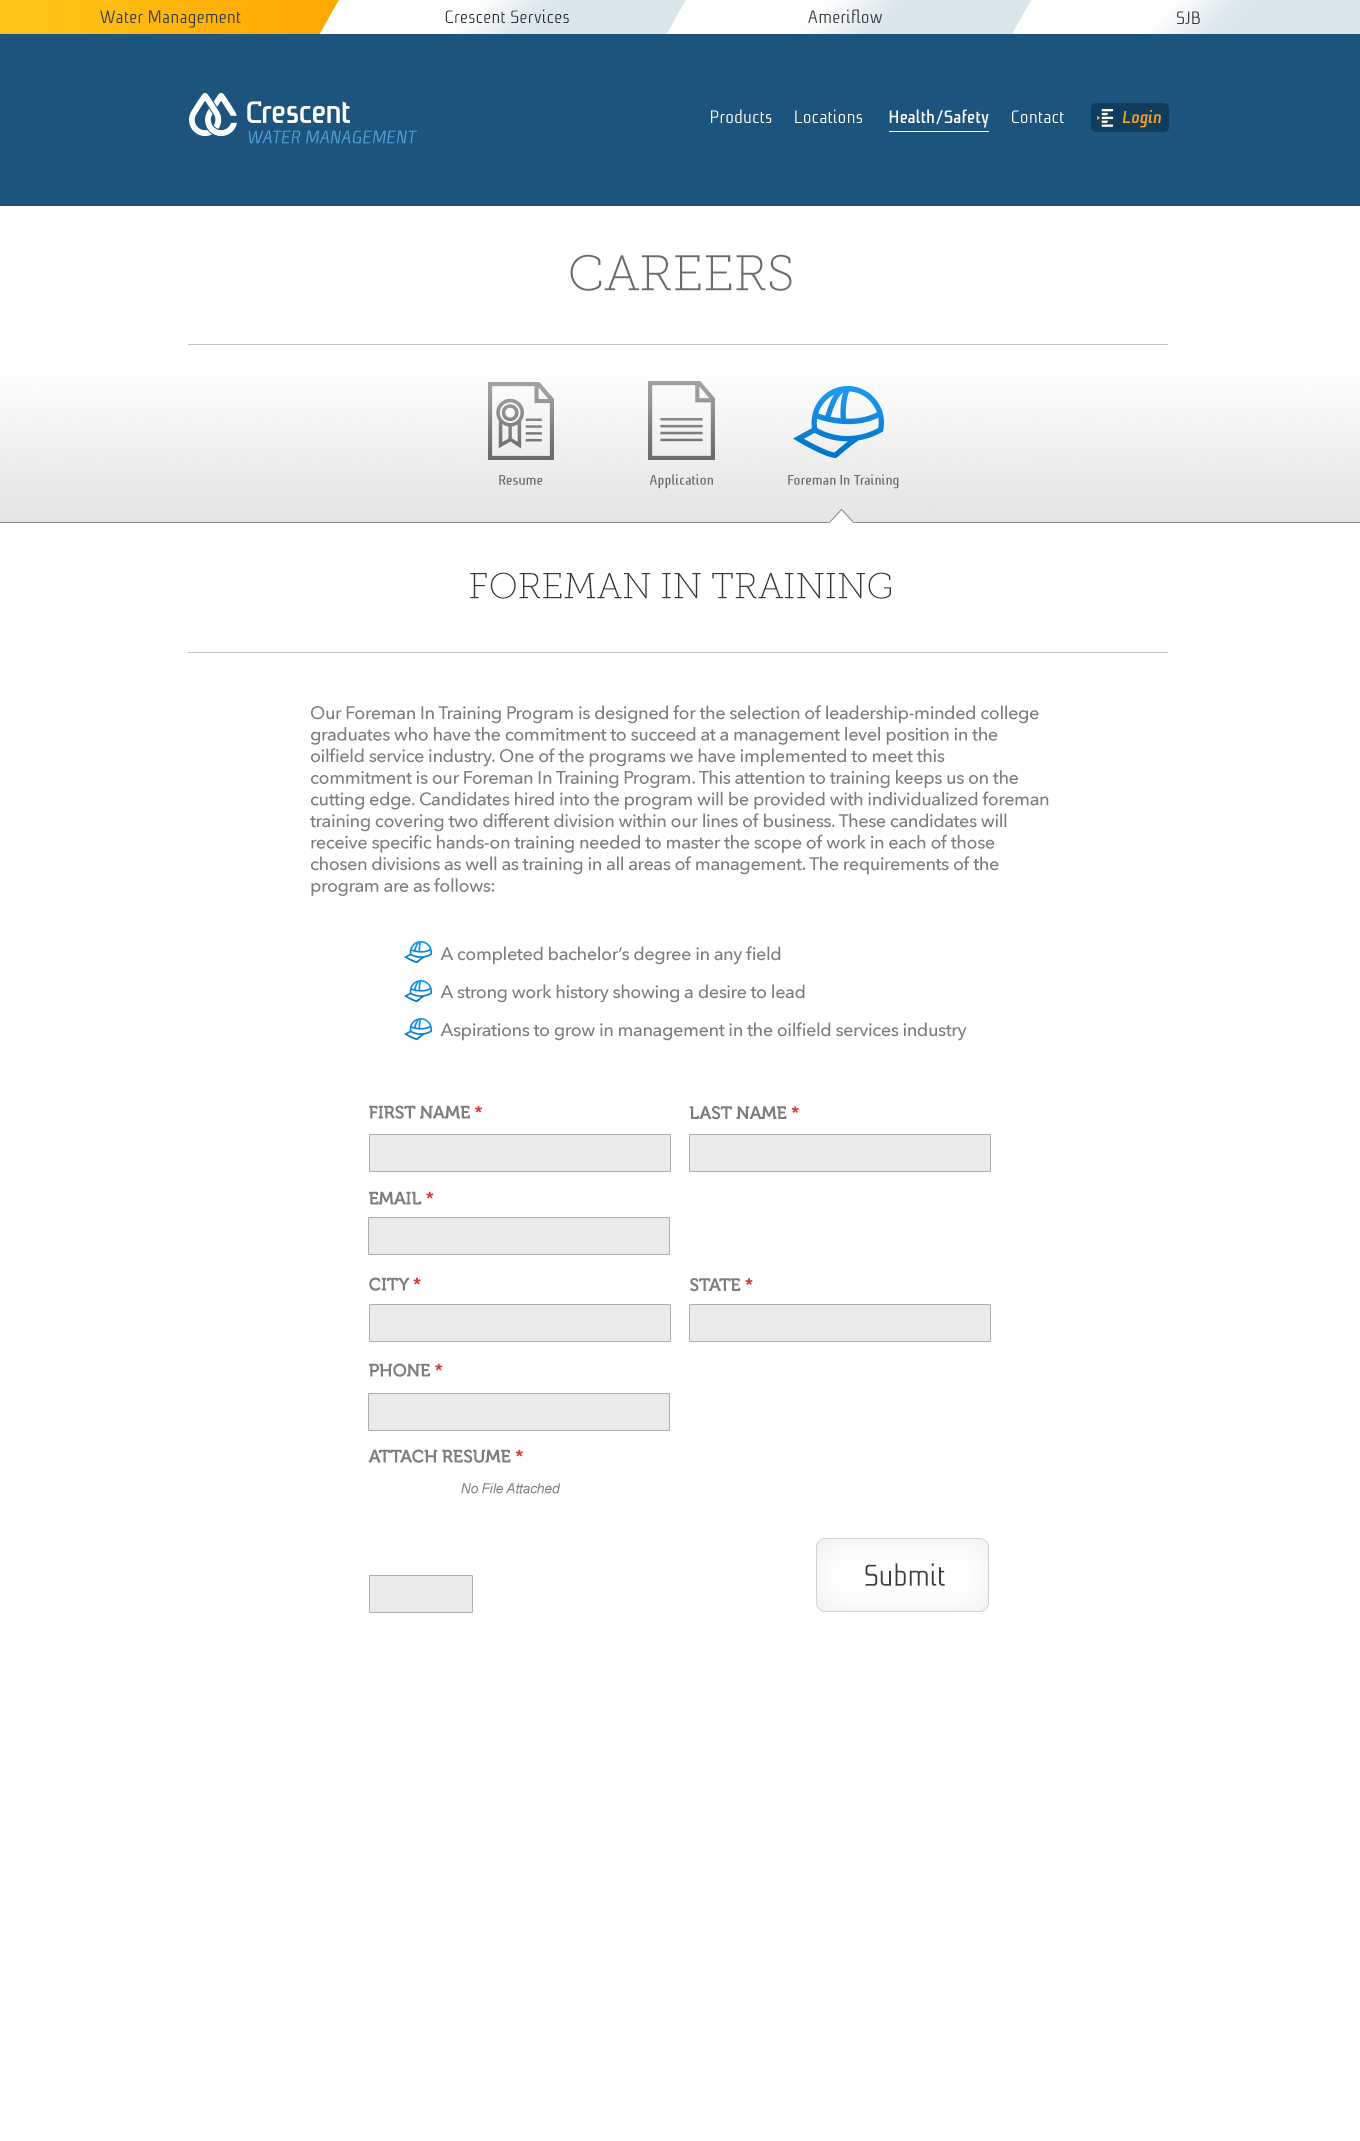 Water Management
Crescent Services
Ameriflow
SJB
Crescent
WATER MANAGEMENT
Products
Locations
Health/Safety
Contact
Login
CAREERS
Resume
Application
Foreman In Training
FOREMAN IN TRAINING
Our Foreman In Training Program is designed for the selection of leadership-minded college
graduates who have the commitment to succeed at a management level position in the
oilfield service industry. One of the programs we have implemented to meet this
commitment is our Foreman In Training Program. This attention to training keeps us on the
cutting edge. Candidates hired into the program will be provided with individualized foreman
training covering two different division within our lines of business. These candidates will
receive specific hands-on training needed to master the scope of work in each of those
chosen divisions as well as training in all areas of management. The requirements of the
program are as follows:
A completed bachelor’s degree in any field
A strong work history showing a desire to lead
Aspirations to grow in management in the oilfield services industry
FIRST NAME *
LAST NAME *
EMAIL *
CITY *
STATE *
PHONE *
ATTACH RESUME *
No File Attached
Submit